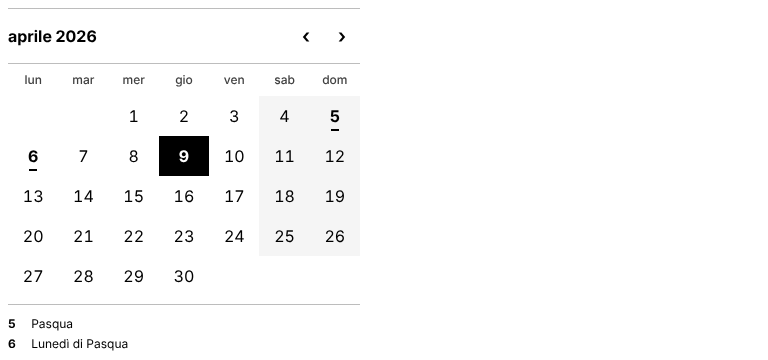 aprile 2026
lun mar mer gio ven sab dom
1 2 3 4 5
6 7 8 9 10 11 12
13 14 15 16 17 18 19
20 21 22 23 24 25 26
27 28 29 30
5 Pasqua
6 Lunedì di Pasqua